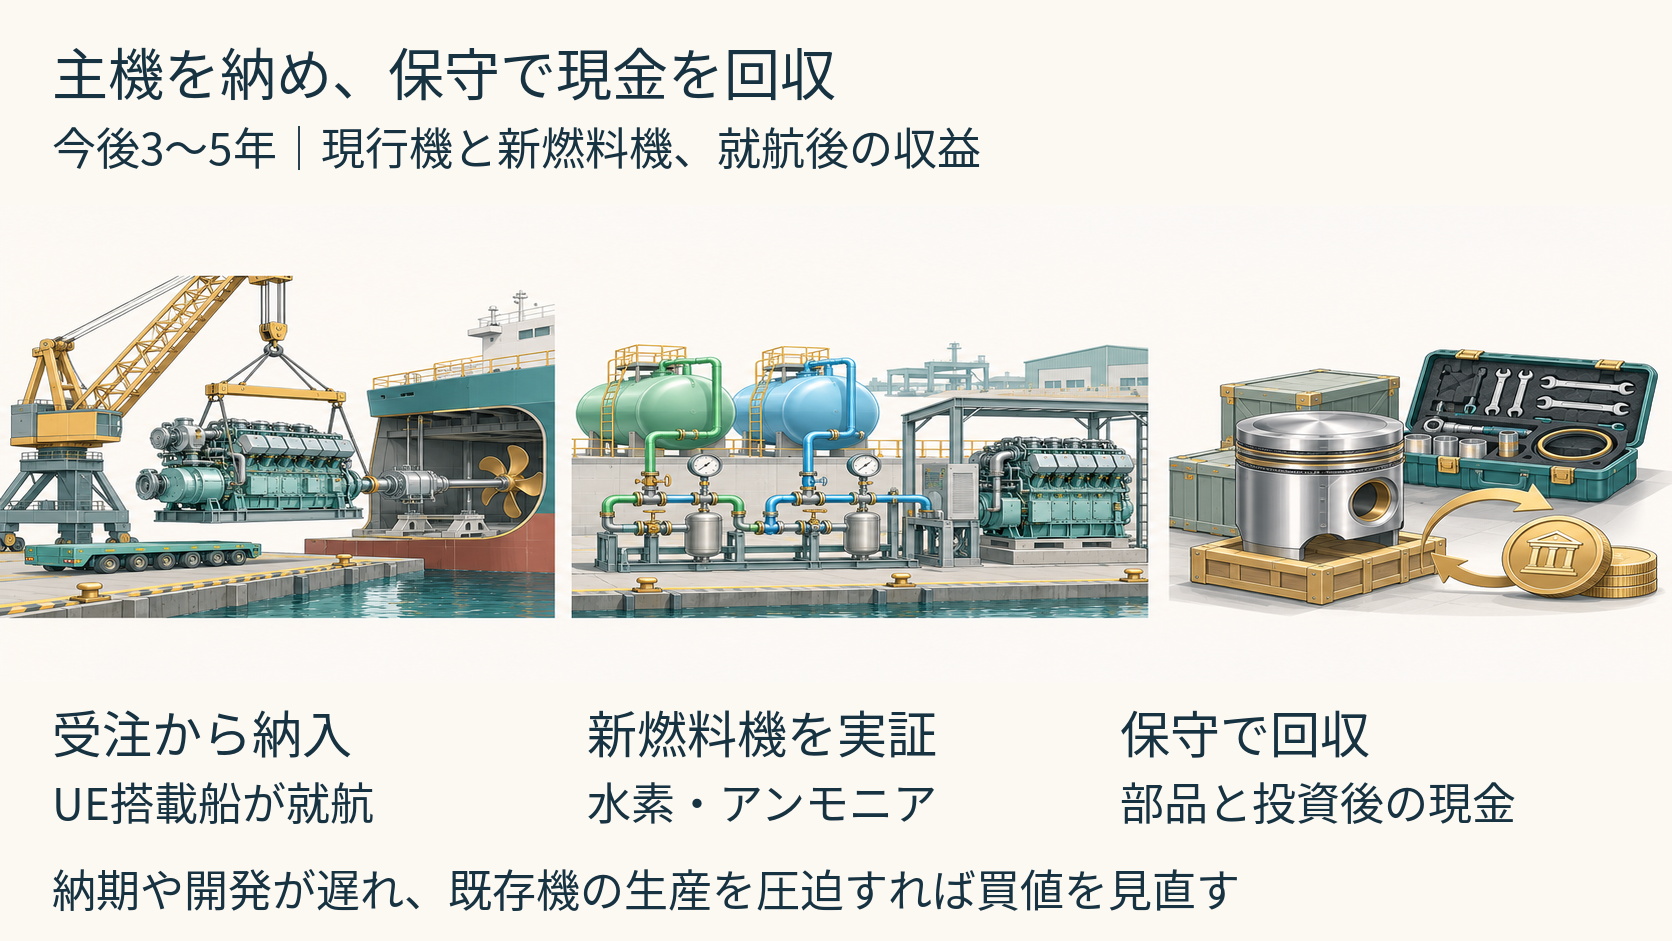 主機を納め、保守で現金を回収
今後3〜5年｜現行機と新燃料機、就航後の収益
受注から納入
UE搭載船が就航
新燃料機を実証
水素・アンモニア
保守で回収
部品と投資後の現金
納期や開発が遅れ、既存機の生産を圧迫すれば買値を見直す